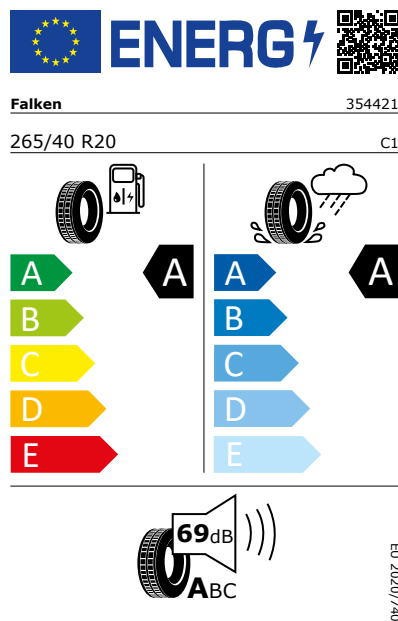 ENERG
Falken 354421
265/40 R20 C1
A A A A
B B
C C
D D
E E
69dB
ABC
EU 2020/740